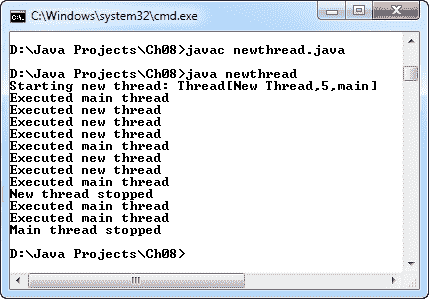 C:\Windows\system32\cmd.exe
D:\Java Projects\Ch08>javac newthread.java
D:\Java Projects\Ch08>java newthread
Starting new thread: Thread[New Thread,5,main]
Executed main thread
Executed new thread
Executed new thread
Executed new thread
Executed main thread
Executed new thread
Executed new thread
Executed main thread
New thread stopped
Executed main thread
Executed main thread
Main thread stopped
D:\Java Projects\Ch08>